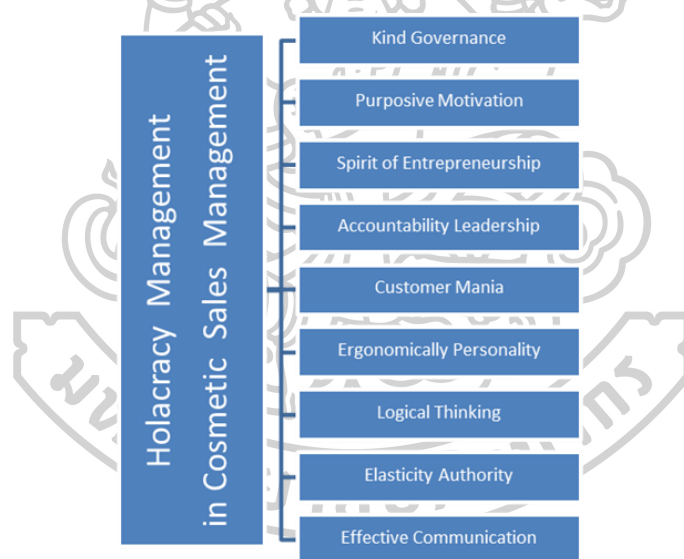 Holacracy Management
in Cosmetic Sales Management
Kind Governance
Purposive Motivation
Spirit of Entrepreneurship
Accountability Leadership
Customer Mania
Ergonomically Personality
Logical Thinking
Elasticity Authority
Effective Communication